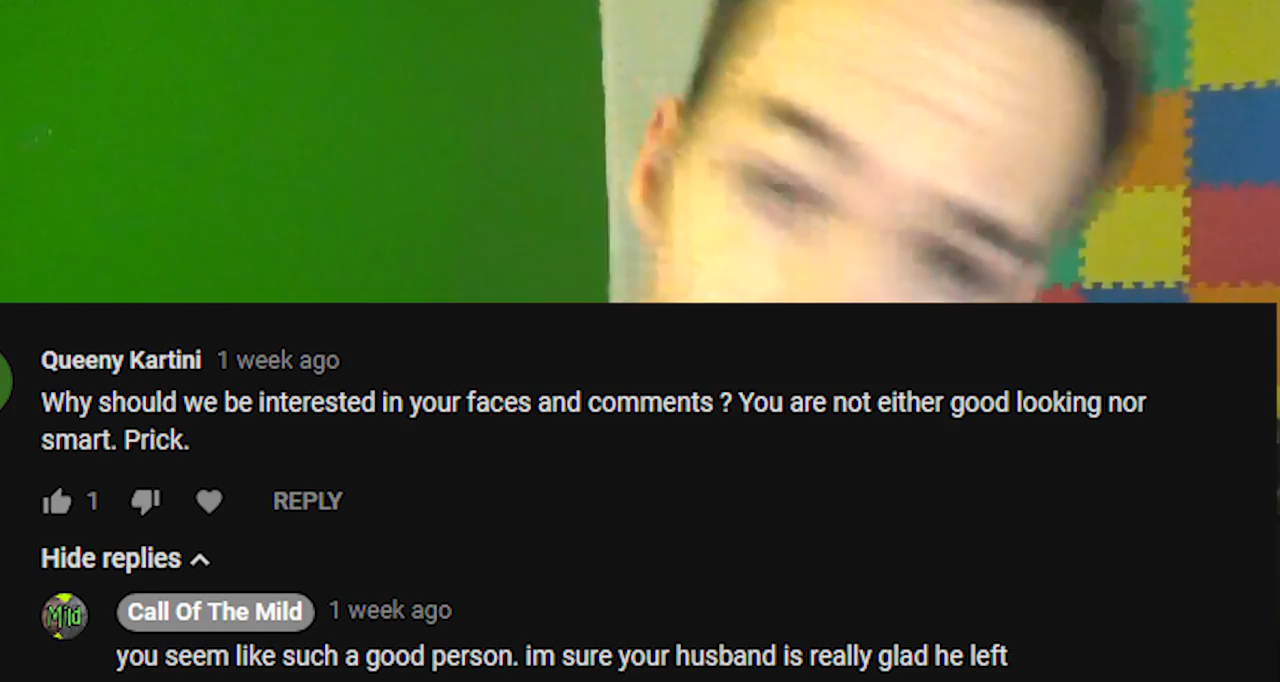 Queeny Kartini 1 week ago
Why should we be interested in your faces and comments ? You are not either good looking nor
smart. Prick.
1 REPLY
Hide replies
Mild Call Of The Mild 1 week ago
you seem like such a good person. im sure your husband is really glad he left